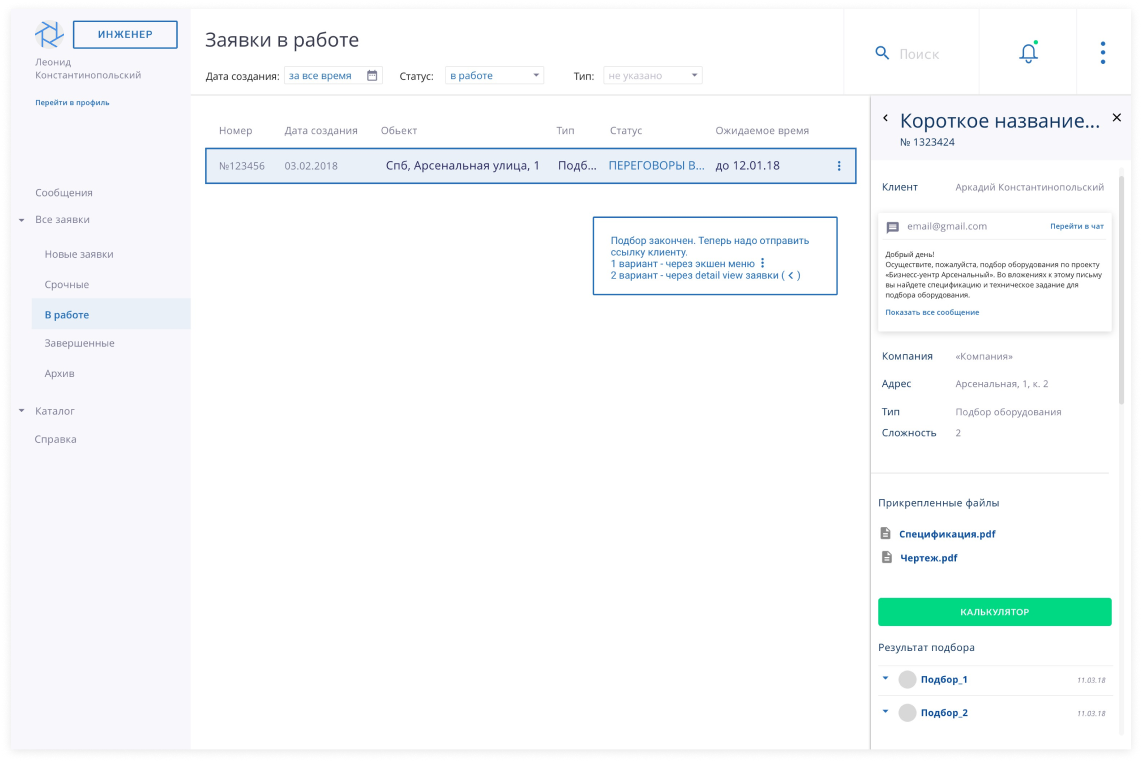 ИНЖЕНЕР
Леонид
Константинопольский
Перейти в профиль
Сообщения
Все заявки
Новые заявки
Срочные
В работе
Завершенные
Архив
Каталог
Справка
Заявки в работе
Дата создания: за все время Статус: в работе Тип: не указано
Поиск
Номер Дата создания Обьект Тип Статус Ожидаемое время
№123456 03.02.2018 Спб, Арсенальная улица, 1 Подб... ПЕРЕГОВОРЫ В... до 12.01.18
Подбор закончен. Теперь надо отправить
ссылку клиенту.
1 вариант - через экшен меню
2 вариант - через detail view заявки ( < )
Короткое название...
№ 1323424
Клиент Аркадий Константинопольский
email@gmail.com Перейти в чат
Добрый день!
Осуществите, пожалуйста, подбор оборудования по проекту
«Бизнесс-уентр Арсенальный». Во вложениях к этому письму
вы найдете спецификацию и техническое задание для
подбора оборудования.
Показать все сообщение
Компания «Компания»
Адрес Арсенальная, 1, к. 2
Тип Подбор оборудования
Сложность 2
Прикрепленные файлы
Спецификация.pdf
Чертеж.pdf
КАЛЬКУЛЯТОР
Результат подбора
Подбор_1 11.03.18
Подбор_2 11.03.18